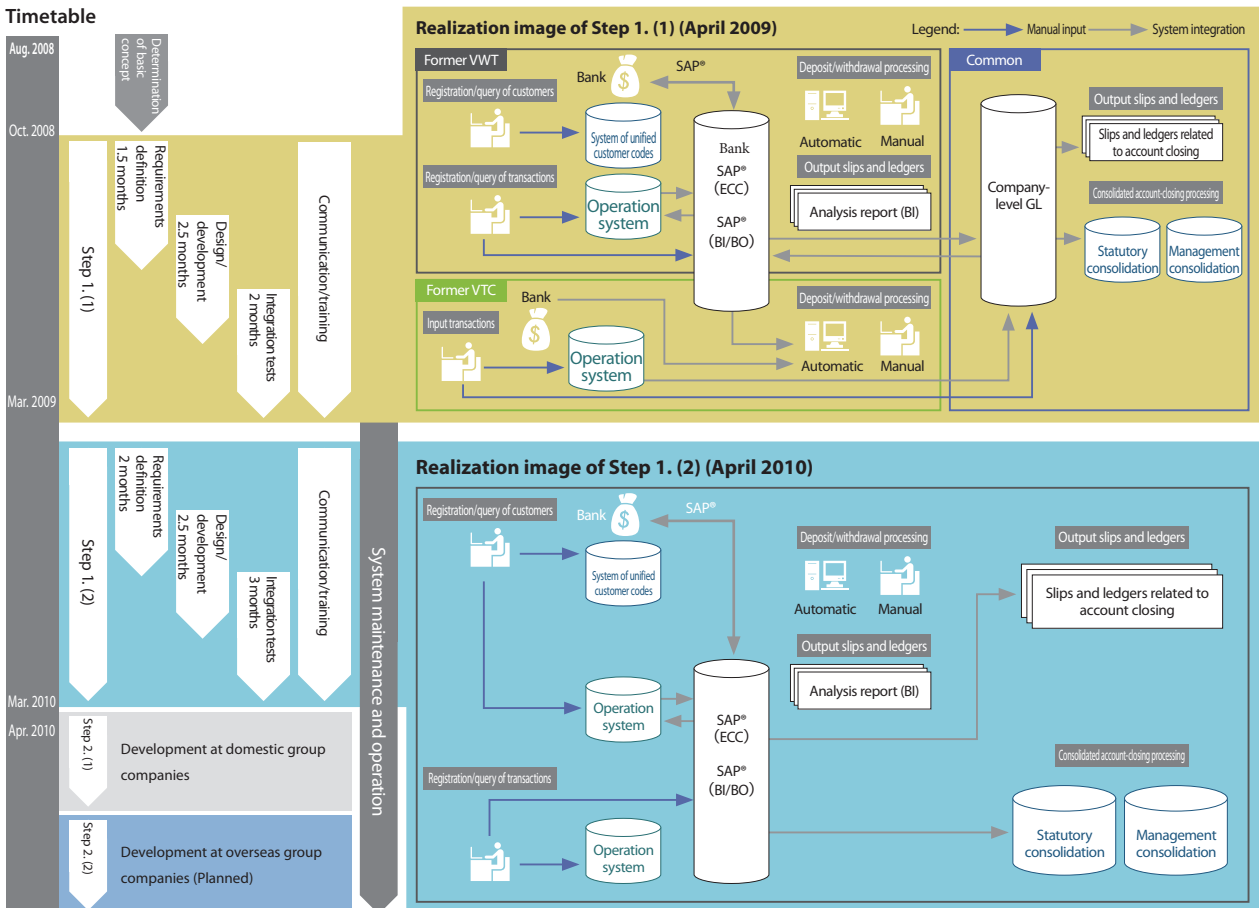 Timetable
Aug. 2008
Oct. 2008
Mar. 2009
Mar. 2010
Apr. 2010
Determination
of basic
concept
Step 1. (1)
Requirements
definition
1.5 months
Design/
development
2.5 months
Integration tests
2 months
Communication/training
Step 1. (2)
Requirements
definition
2 months
Design/
development
2.5 months
Integration tests
3 months
Communication/training
System maintenance and operation
Step 2. (1)
Development at domestic group
companies
Step 2. (2)
Development at overseas group
companies (Planned)
Realization image of Step 1. (1) (April 2009)
Legend:
Manual input
System integration
Former VWT
Bank
$
SAP®
Registration/query of customers
System of unified
customer codes
Registration/query of transactions
Operation
system
Bank
SAP®
(ECC)
SAP®
(BI/BO)
Deposit/withdrawal processing
Automatic
Manual
Output slips and ledgers
Analysis report (BI)
Common
Company-
level GL
Output slips and ledgers
Slips and ledgers related
to account closing
Consolidated account-closing processing
Statutory
consolidation
Management
consolidation
Former VTC
Bank
$
Input transactions
Operation
system
Deposit/withdrawal processing
Automatic
Manual
Realization image of Step 1. (2) (April 2010)
Registration/query of customers
Bank
$
SAP®
System of unified
customer codes
Deposit/withdrawal processing
Automatic
Manual
Output slips and ledgers
Slips and ledgers related to
account closing
Output slips and ledgers
Analysis report (BI)
Operation
system
SAP®
(ECC)
SAP®
(BI/BO)
Registration/query of transactions
Operation
system
Consolidated account-closing processing
Statutory
consolidation
Management
consolidation